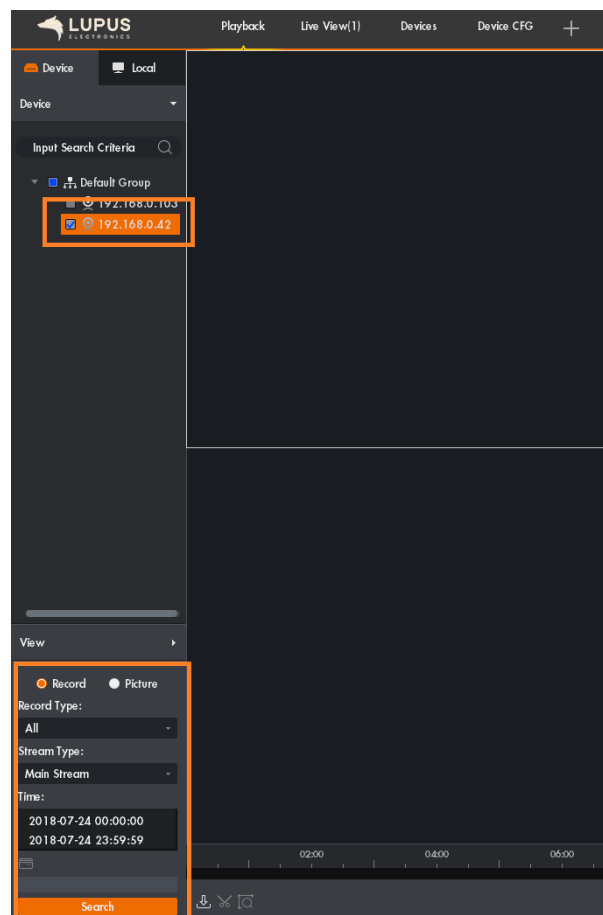 LUPUS
ELECTRONICS
Playback Live View(1) Devices Device CFG
Device Local
Device
Input Search Criteria
Default Group
192.168.0.103
192.168.0.42
View
Record Picture
Record Type:
All
Stream Type:
Main Stream
Time:
2018-07-24 00:00:00
2018-07-24 23:59:59
02:00 04:00 06:00
Search